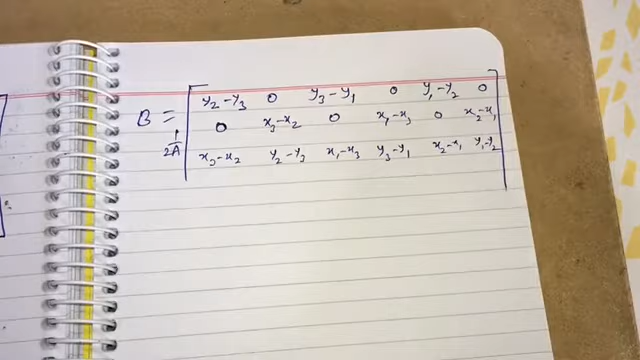 B = 1/2A [ y₂-y₃ 0 y₃-y₁ 0 y₁-y₂ 0
0 x₃-x₂ 0 x₁-x₃ 0 x₂-x₁
x₃-x₂ y₂-y₃ x₁-x₃ y₃-y₁ x₂-x₁ y₁-y₂ ]